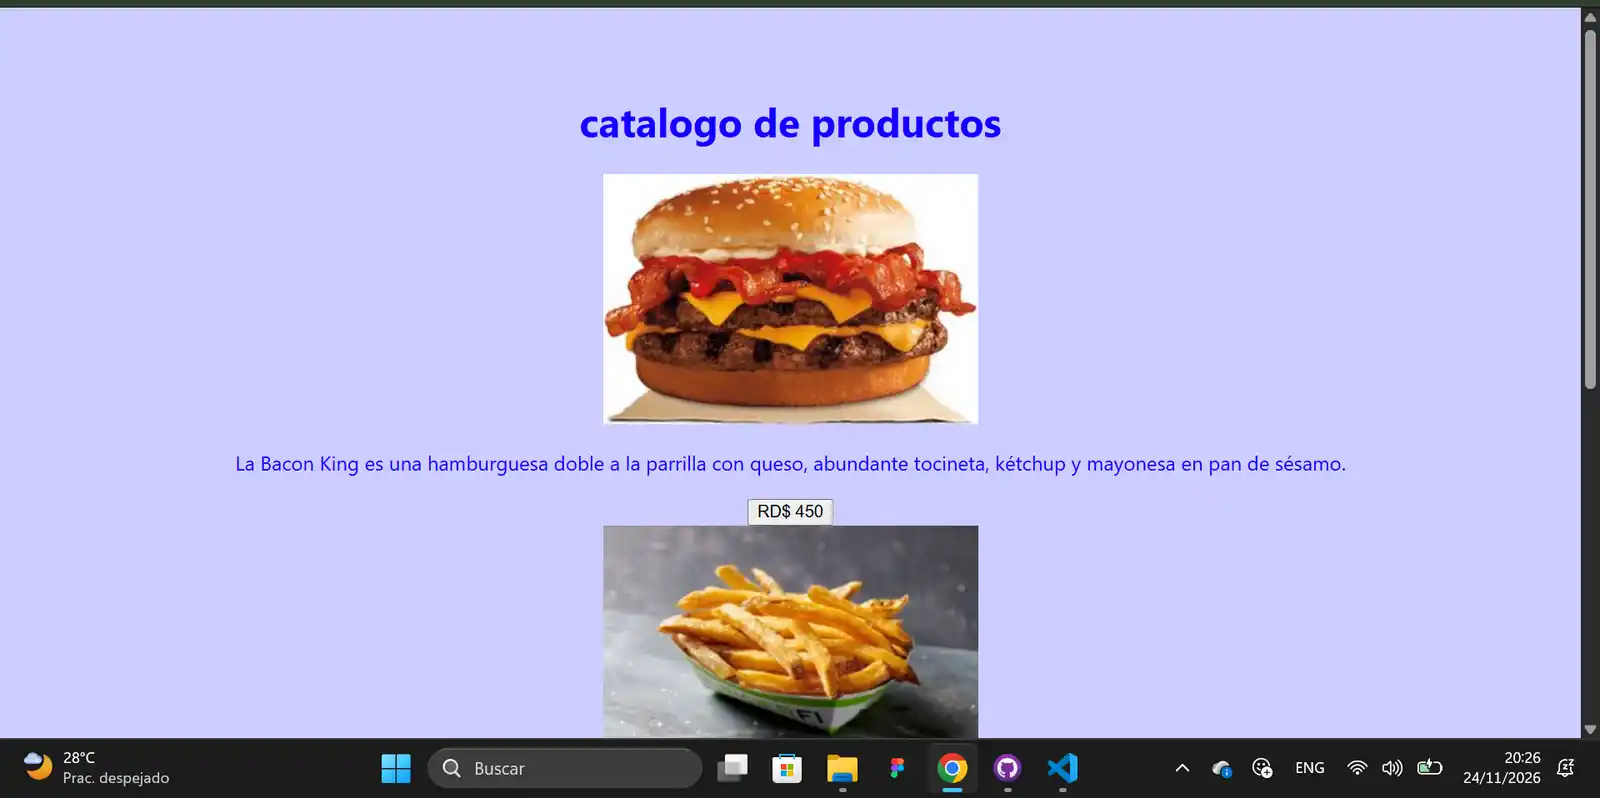 catalogo de productos
La Bacon King es una hamburguesa doble a la parrilla con queso, abundante tocineta, kétchup y mayonesa en pan de sésamo.
RD$ 450
FI
28°C
Prac. despejado
Buscar
ENG
20:26
24/11/2026